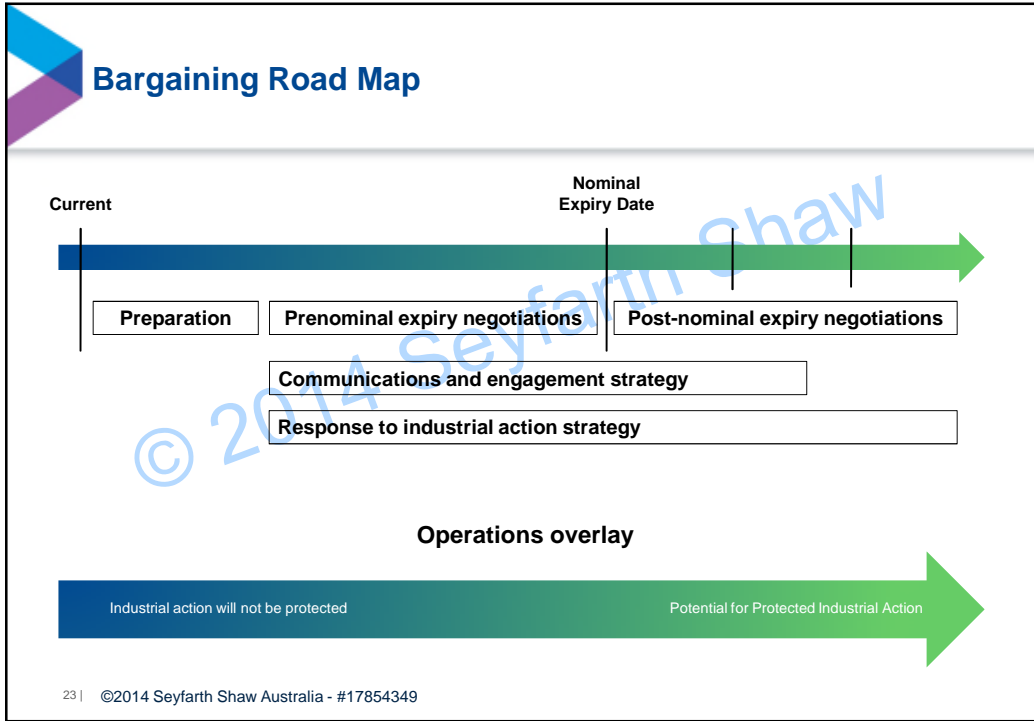 Bargaining Road Map
Current
Nominal
Expiry Date
Preparation
Prenominal expiry negotiations
Post-nominal expiry negotiations
Communications and engagement strategy
Response to industrial action strategy
© 2014 Seyfarth Shaw
Operations overlay
Industrial action will not be protected
Potential for Protected Industrial Action
23 | ©2014 Seyfarth Shaw Australia - #17854349